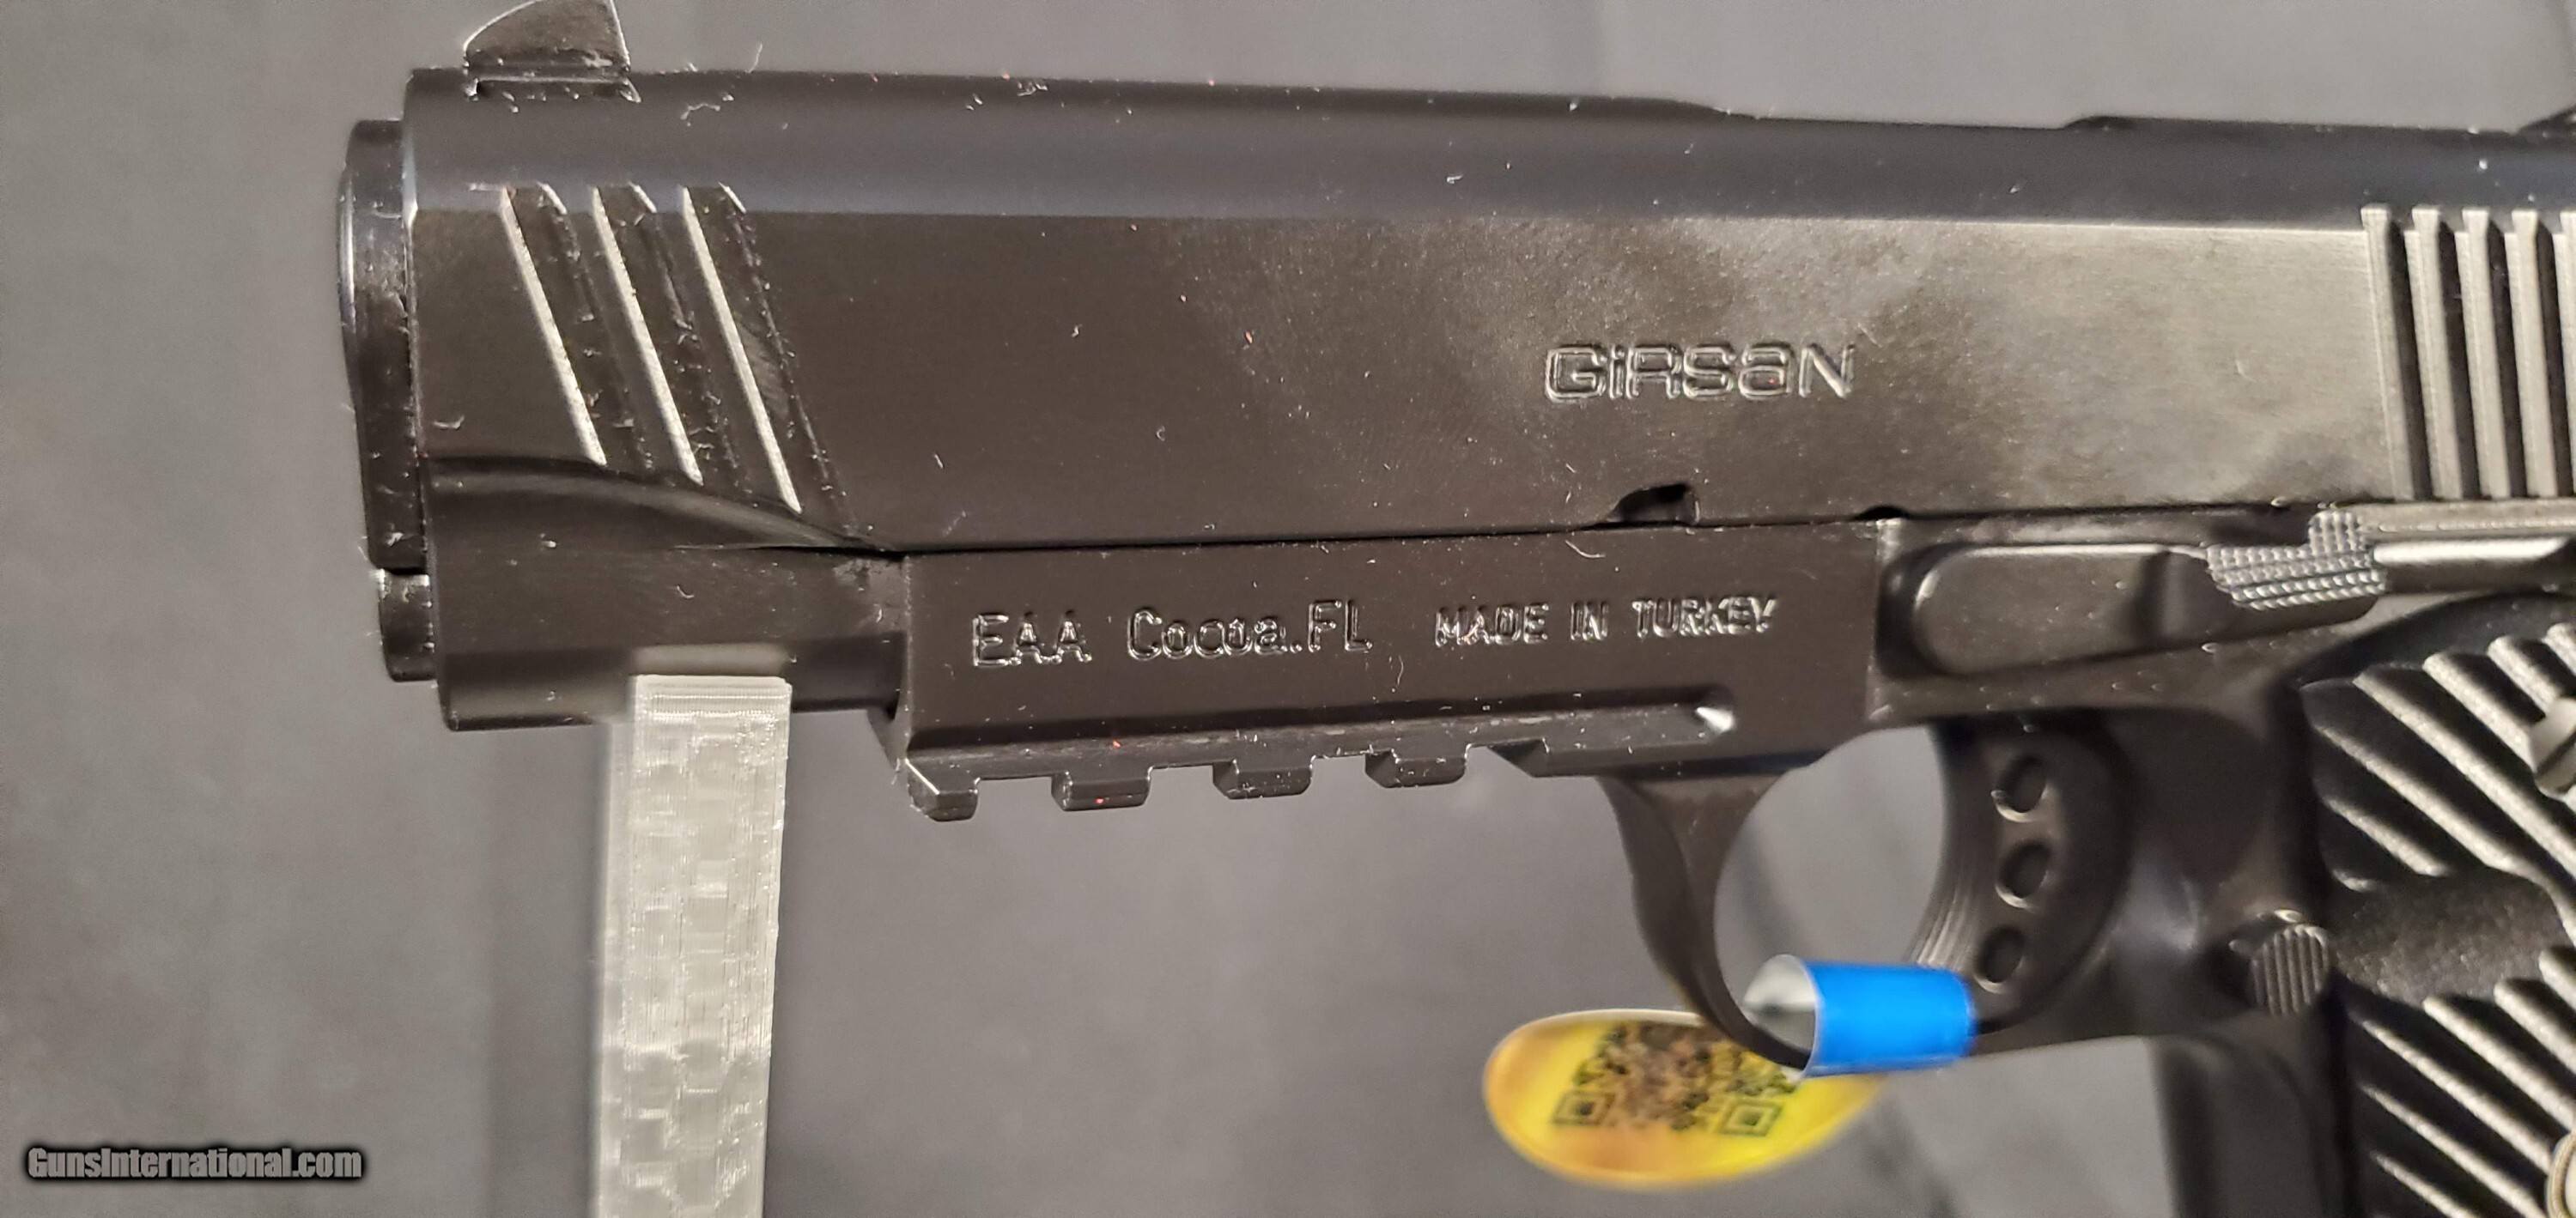 GiRSaN
EAA Cocoa.FL MADE IN TURKEY
GunsInternational.com